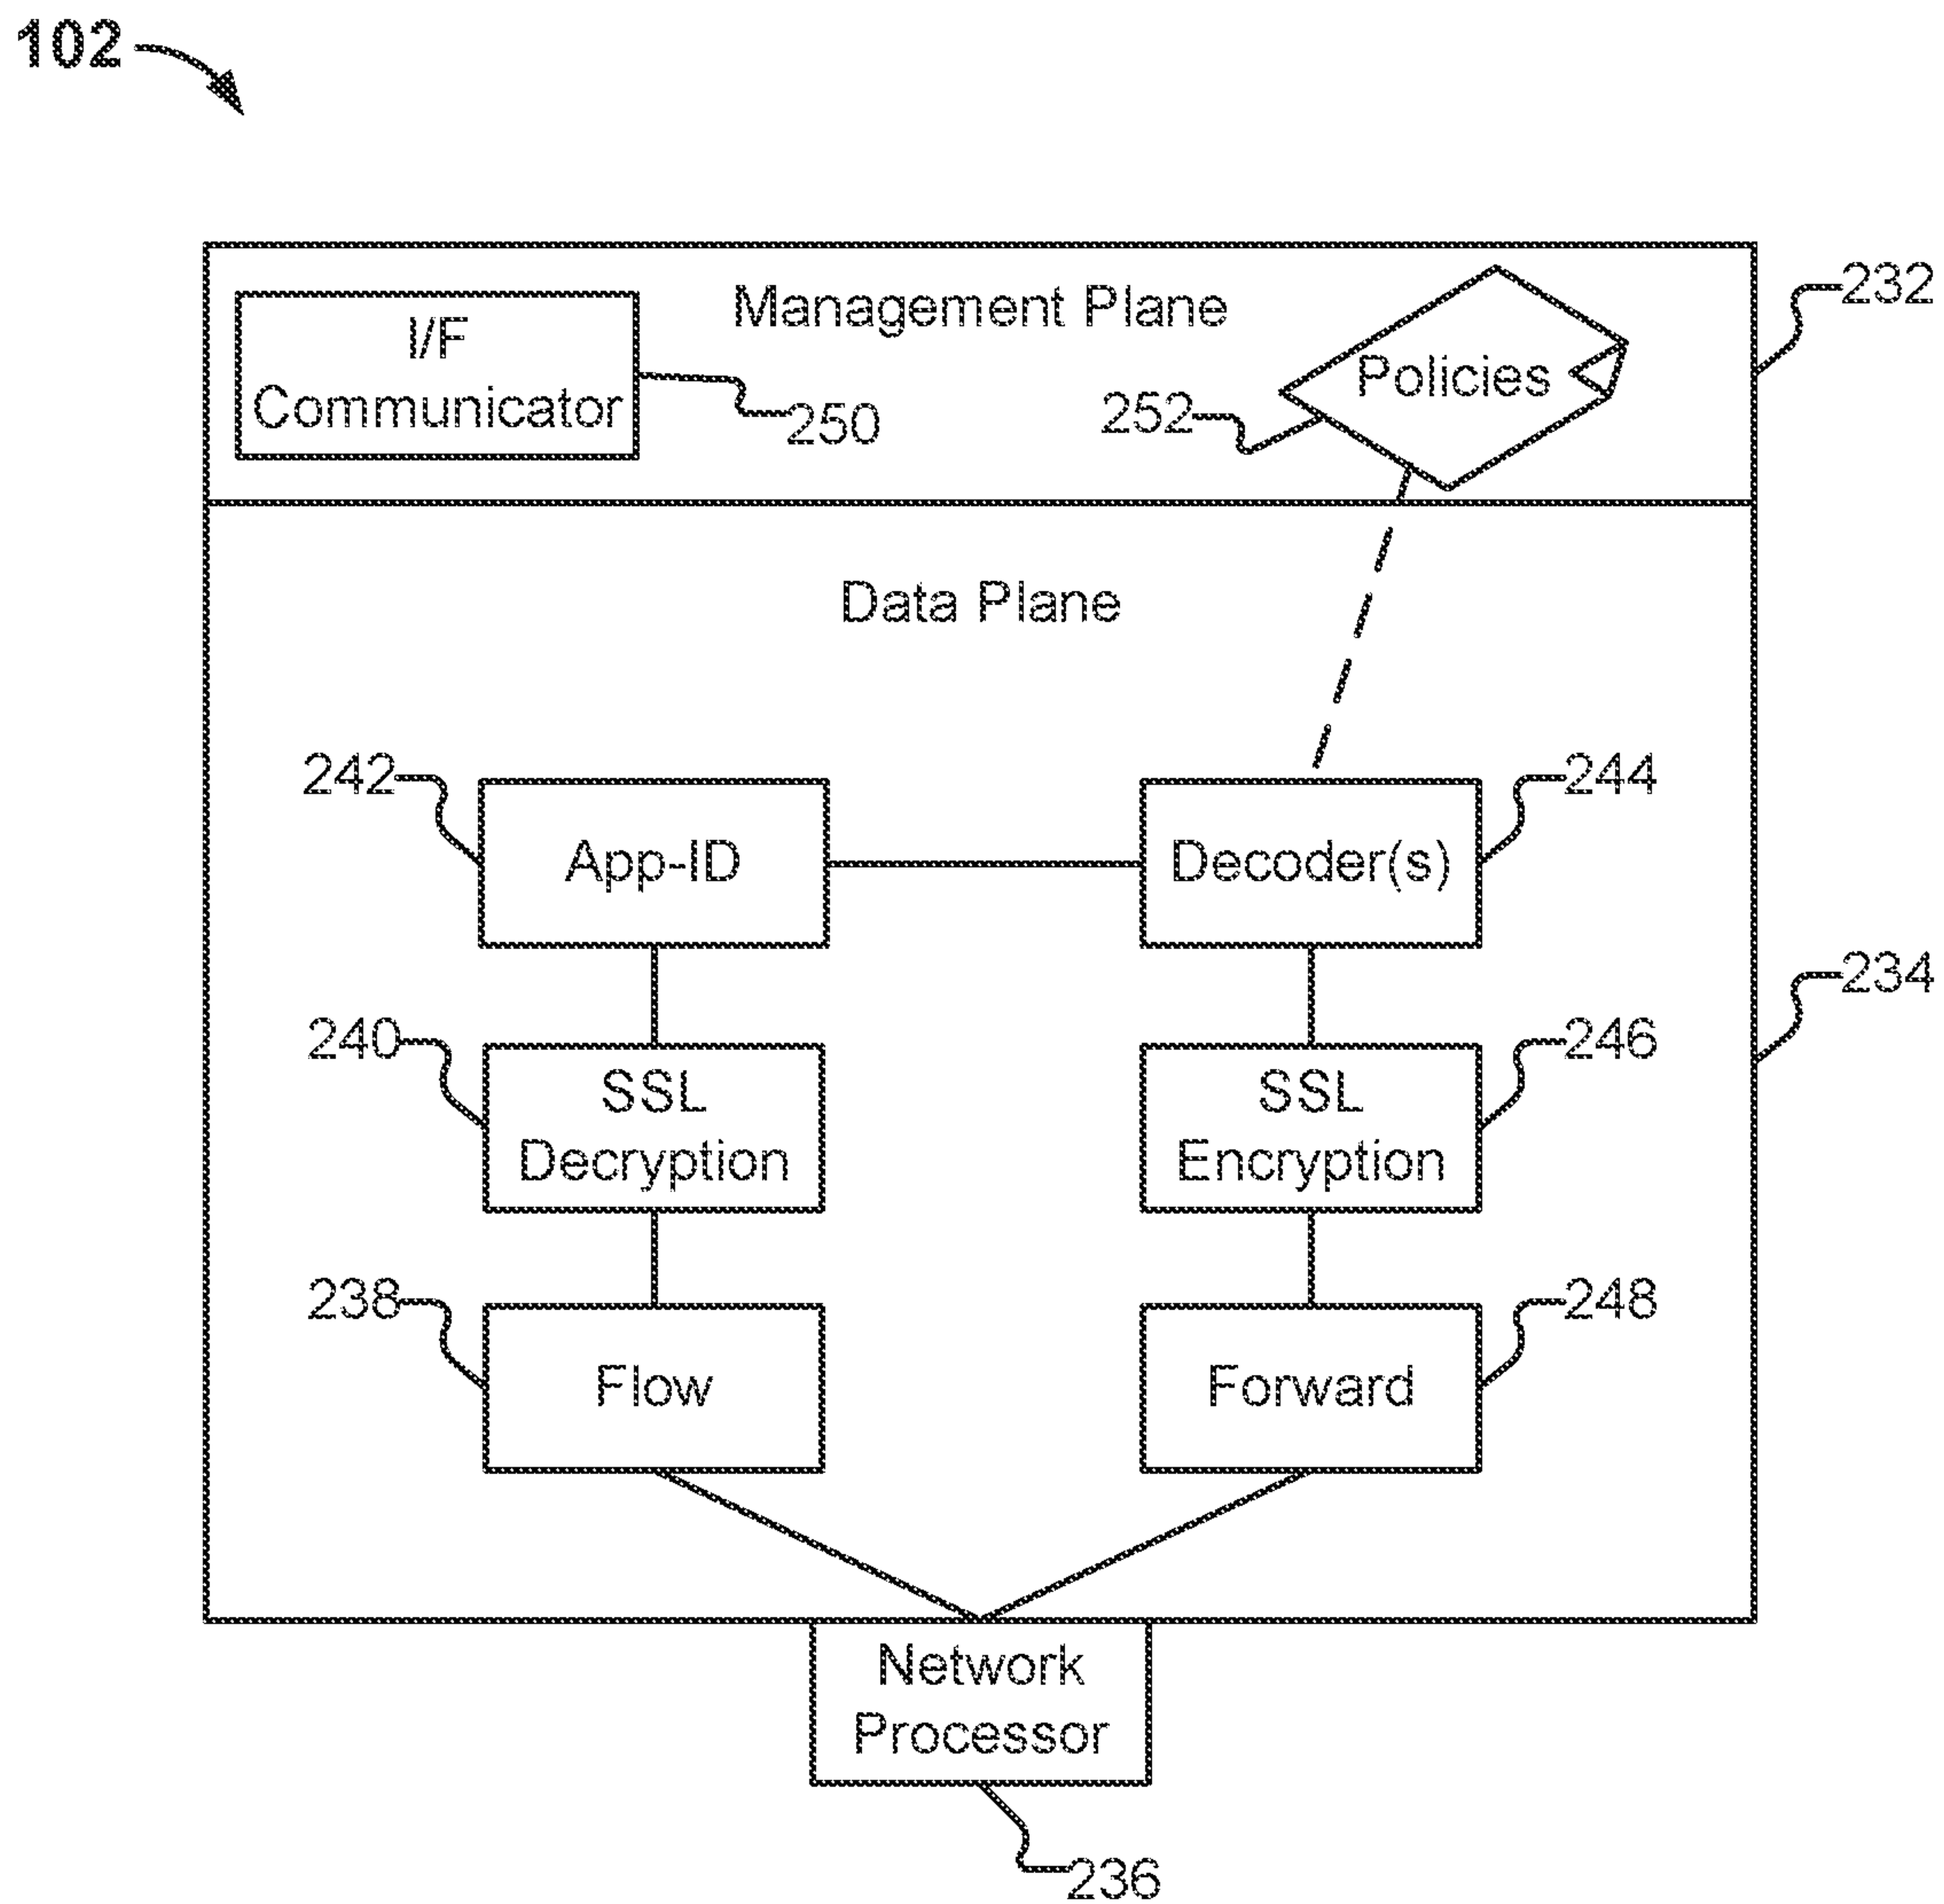 102
Management Plane
232
I/F
Communicator
250
Policies
252
Data Plane
242
App-ID
Decoder(s)
244
234
240
SSL
Decryption
SSL
Encryption
246
238
Flow
Forward
248
Network
Processor
236